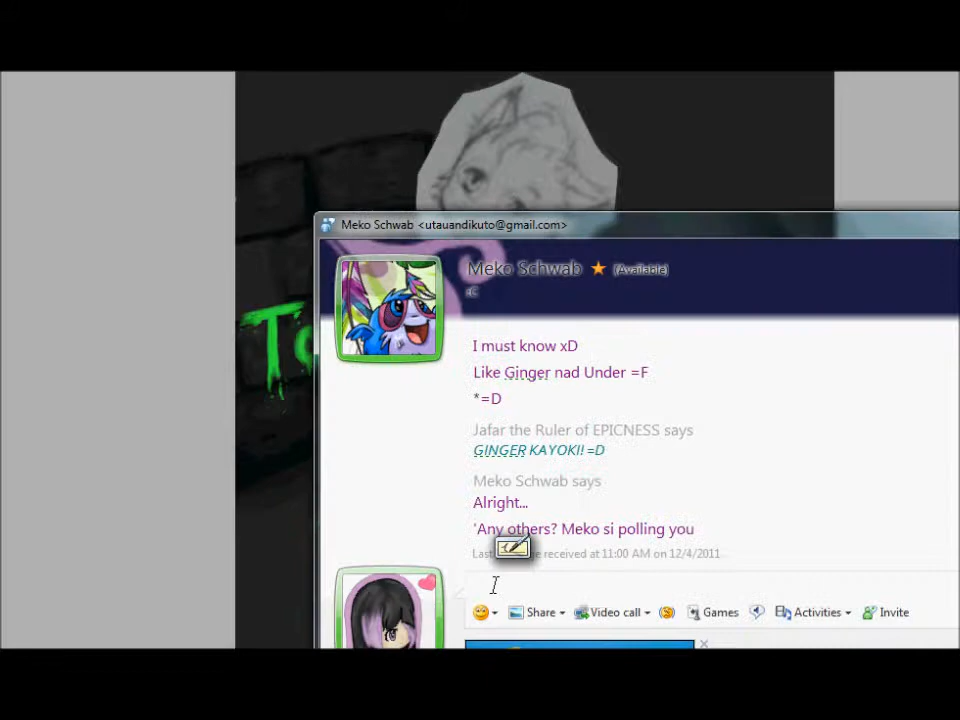 Meko Schwab <utauandikuto@gmail.com>
Meko Schwab (Available)
:C
I must know xD
Like Ginger nad Under =F
*=D
Jafar the Ruler of EPICNESS says
GINGER KAYOKI! =D
Meko Schwab says
Alright...
'Any others? Meko si polling you
received at 11:00 AM on 12/4/2011
Share Video call Games Activities Invite